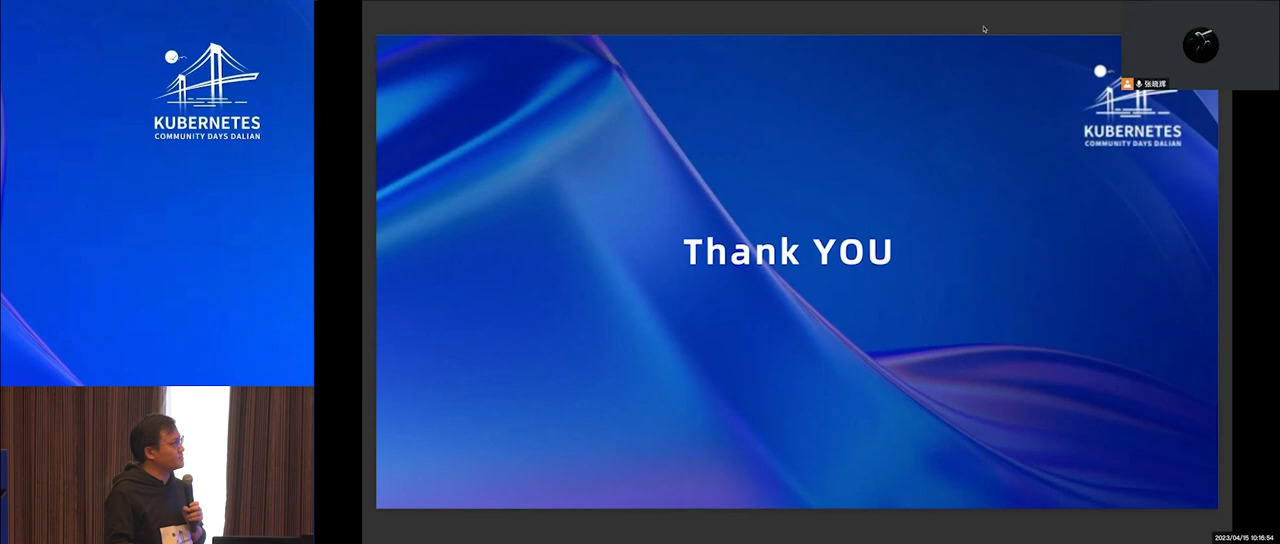 KUBERNETES
COMMUNITY DAYS DALIAN
张晓辉
KUBERNETES
COMMUNITY DAYS DALIAN
Thank YOU
2023/04/15 10:16:54